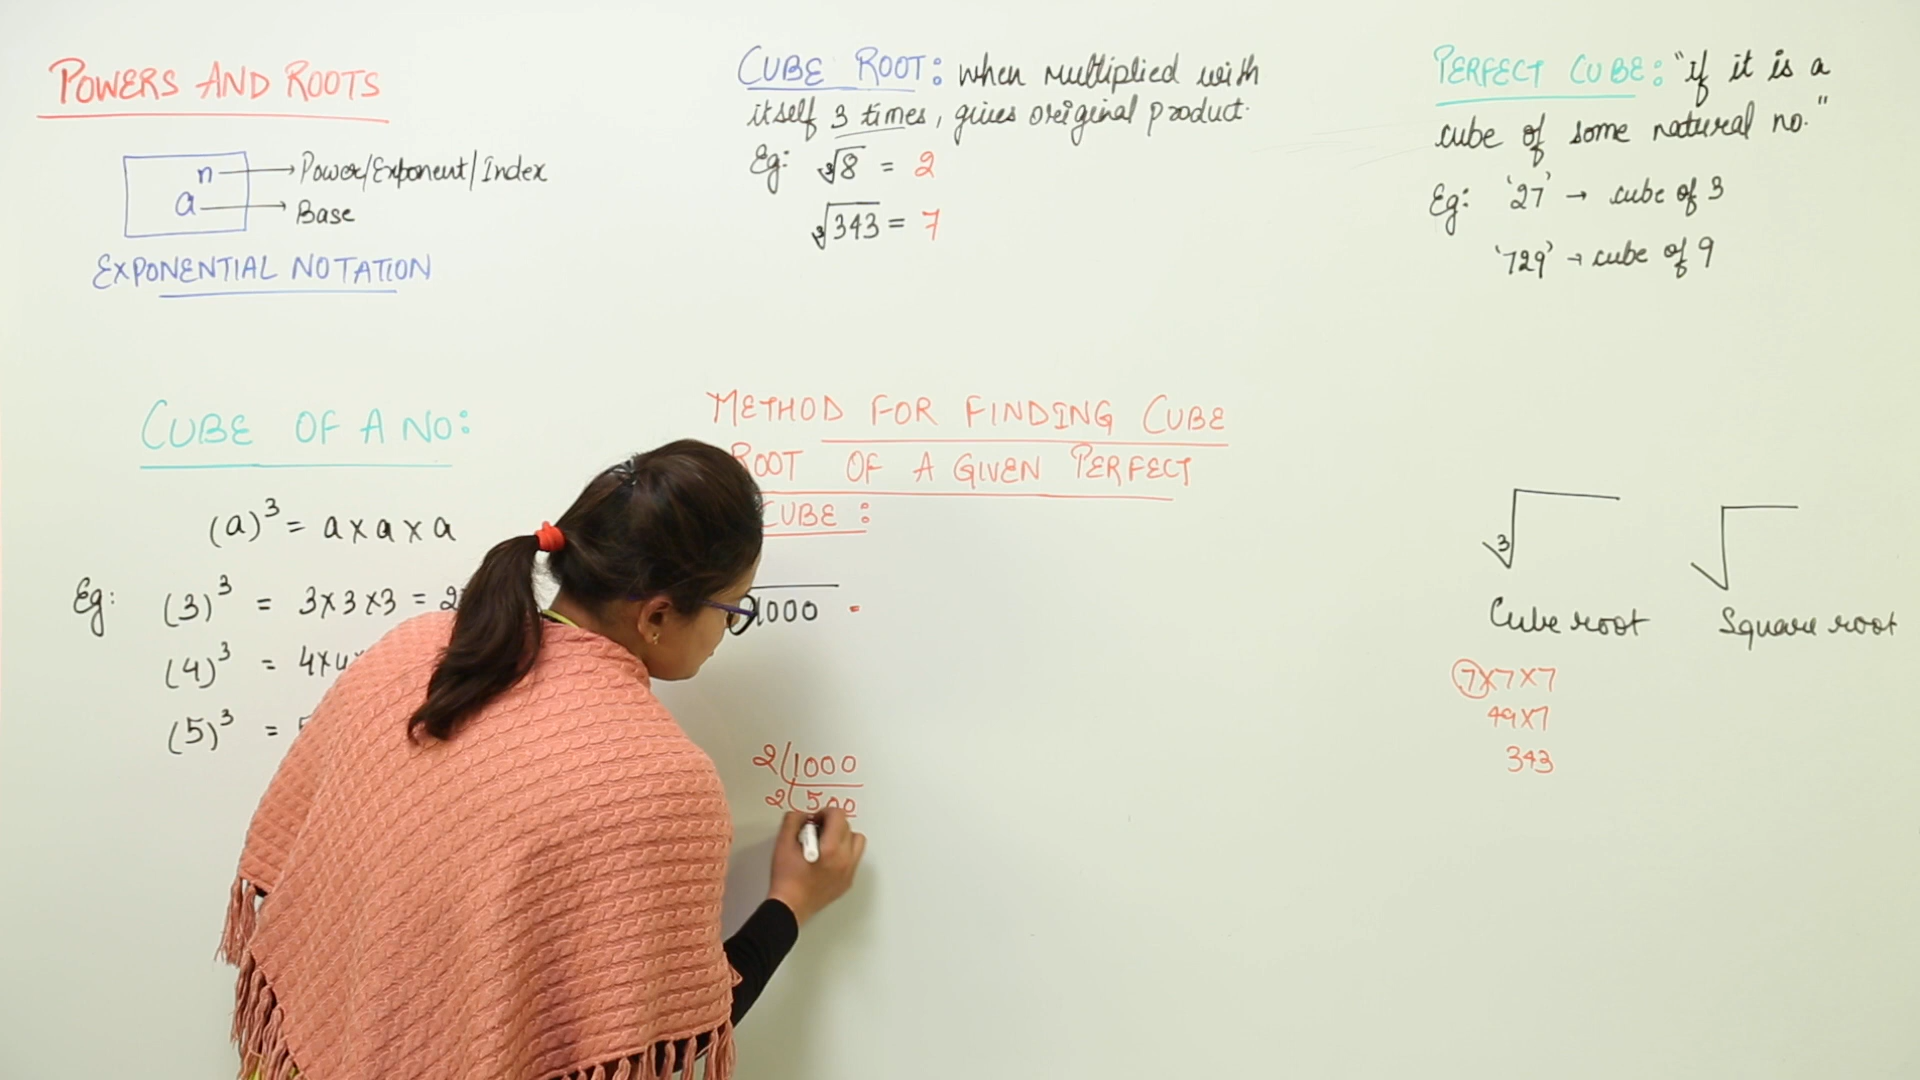 POWERS AND ROOTS
n → Power/Exponent/Index
a → Base
EXPONENTIAL NOTATION
CUBE ROOT: when multiplied with
itself 3 times, gives original product.
Eg: ∛8 = 2
∛343 = 7
PERFECT CUBE: "if it is a
cube of some natural no."
Eg: '27' → cube of 3
'729' → cube of 9
CUBE OF A NO:
(a)³ = a x a x a
Eg: (3)³ = 3 x 3 x 3 =
(4)³ = 4 x 4
(5)³ =
METHOD FOR FINDING CUBE
ROOT OF A GIVEN PERFECT
CUBE:
1000 =
2 1000
2 500
3
Cube root Square root
7 x 7 x 7
49 x 7
343